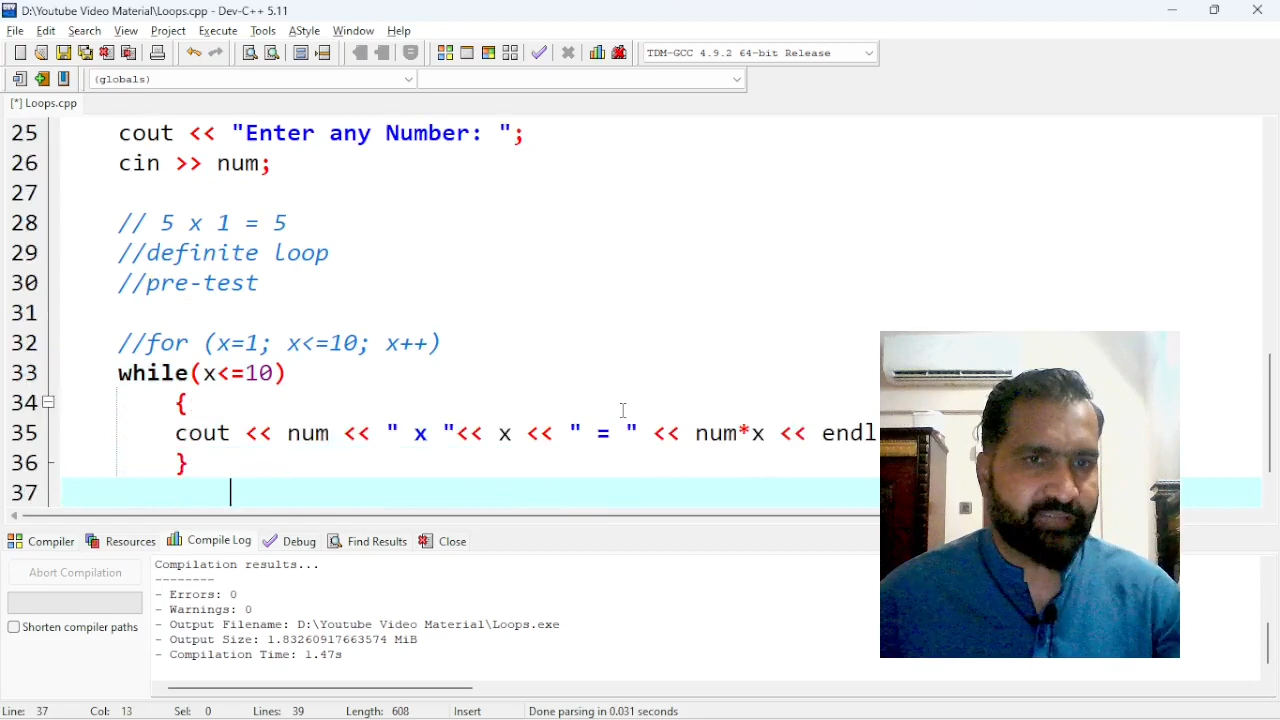 D:\Youtube Video Material\Loops.cpp - Dev-C++ 5.11
File Edit Search View Project Execute Tools AStyle Window Help
TDM-GCC 4.9.2 64-bit Release
(globals)
[*] Loops.cpp
25 cout << "Enter any Number: ";
26 cin >> num;
27
28 // 5 x 1 = 5
29 //definite loop
30 //pre-test
31
32 //for (x=1; x<=10; x++)
33 while(x<=10)
34 {
35 cout << num << " x "<< x << " = " << num*x << endl
36 }
37
Compiler Resources Compile Log Debug Find Results Close
Abort Compilation
Shorten compiler paths
Compilation results...
--------
- Errors: 0
- Warnings: 0
- Output Filename: D:\Youtube Video Material\Loops.exe
- Output Size: 1.83260917663574 MiB
- Compilation Time: 1.47s
Line: 37 Col: 13 Sel: 0 Lines: 39 Length: 608 Insert Done parsing in 0.031 seconds